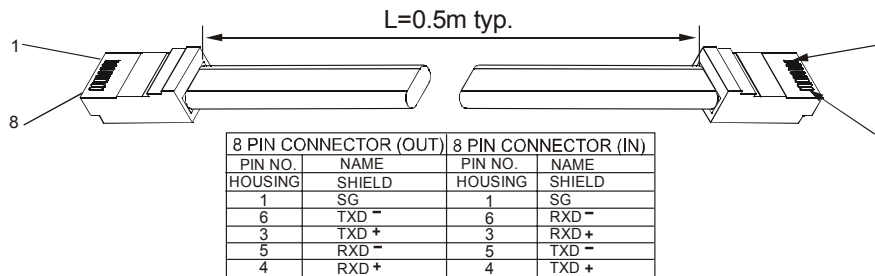 L=0.5m typ.
1
8
8 PIN CONNECTOR (OUT) 8 PIN CONNECTOR (IN)
PIN NO. NAME PIN NO. NAME
HOUSING SHIELD HOUSING SHIELD
1 SG 1 SG
6 TXD - 6 RXD -
3 TXD + 3 RXD +
5 RXD - 5 TXD -
4 RXD + 4 TXD +